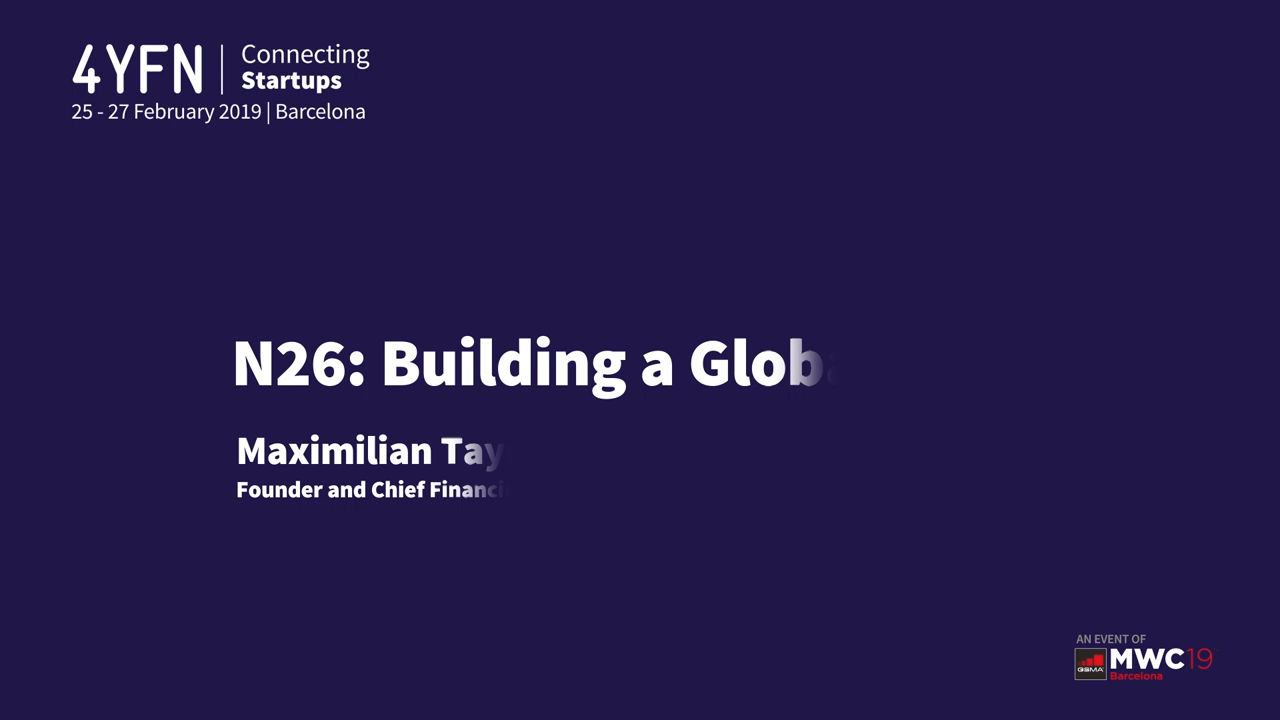 4YFN
Connecting
Startups
25 - 27 February 2019 | Barcelona
N26: Building a Glob
Maximilian Tay
Founder and Chief Financi
AN EVENT OF
GSMA
MWC19
Barcelona